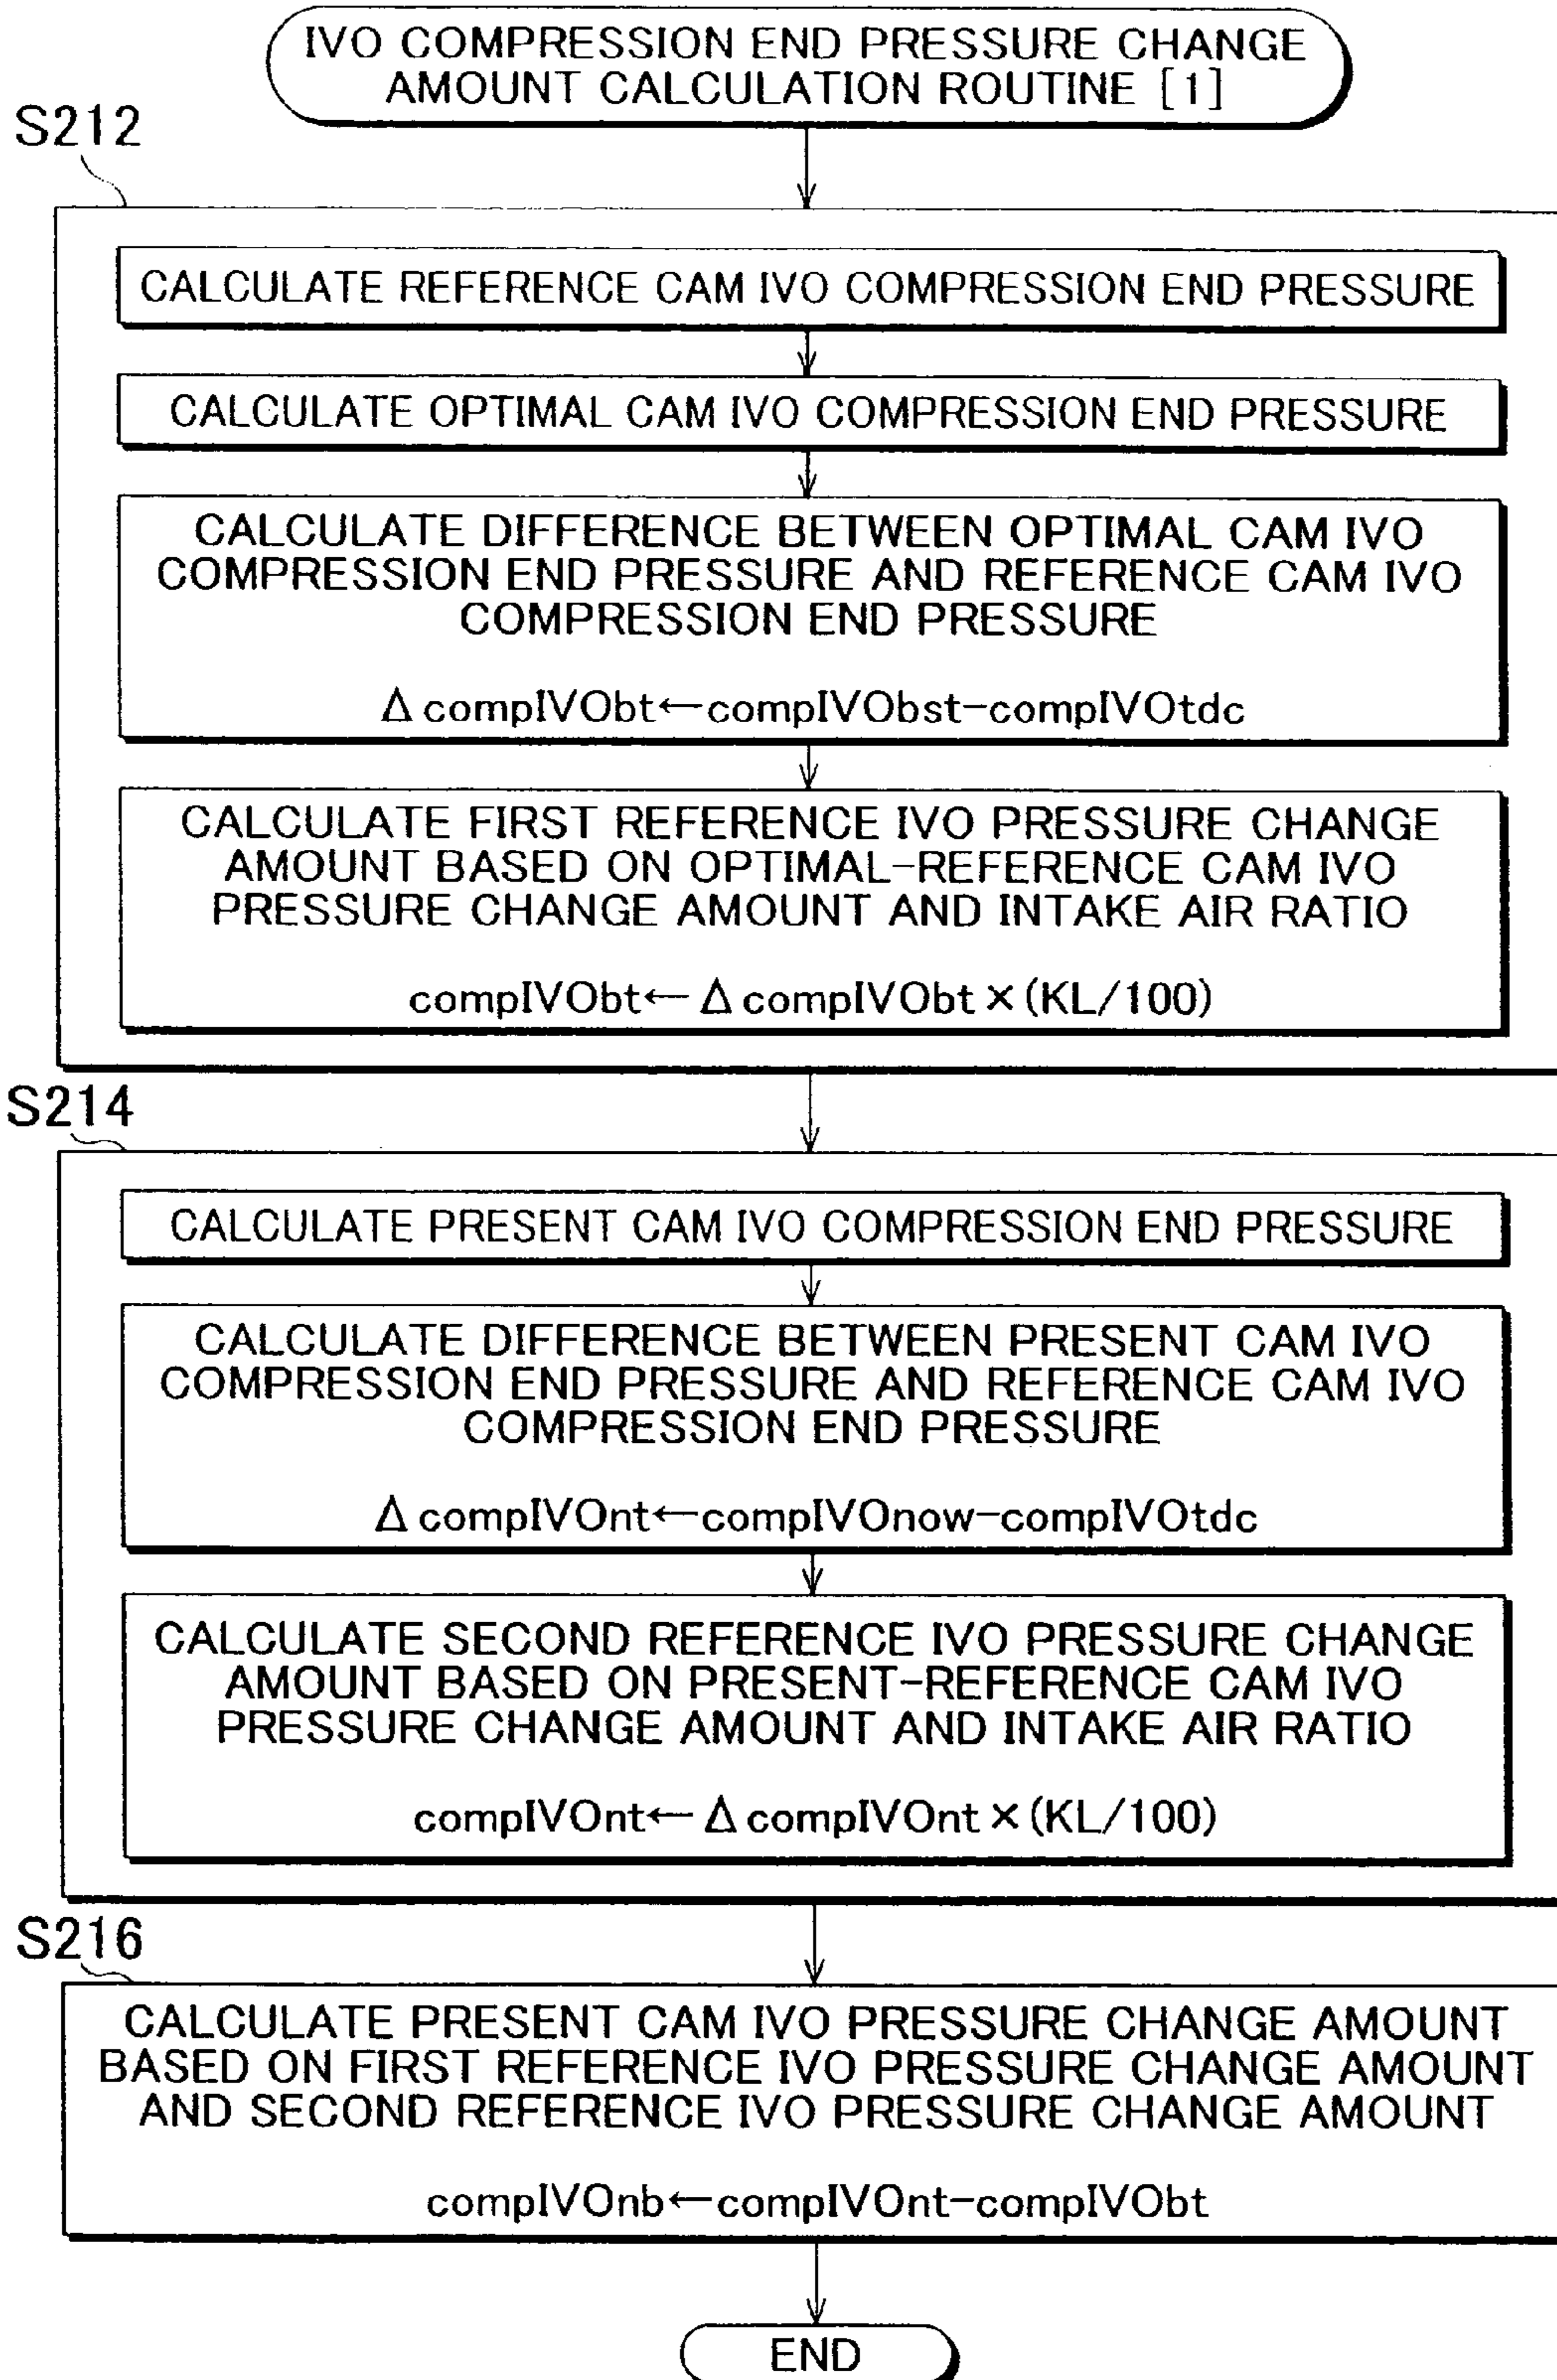 IVO COMPRESSION END PRESSURE CHANGE
AMOUNT CALCULATION ROUTINE [1]
S212
CALCULATE REFERENCE CAM IVO COMPRESSION END PRESSURE
CALCULATE OPTIMAL CAM IVO COMPRESSION END PRESSURE
CALCULATE DIFFERENCE BETWEEN OPTIMAL CAM IVO
COMPRESSION END PRESSURE AND REFERENCE CAM IVO
COMPRESSION END PRESSURE
Δ compIVObt←compIVObst−compIVOtdc
CALCULATE FIRST REFERENCE IVO PRESSURE CHANGE
AMOUNT BASED ON OPTIMAL-REFERENCE CAM IVO
PRESSURE CHANGE AMOUNT AND INTAKE AIR RATIO
compIVObt← Δ compIVObt × (KL/100)
S214
CALCULATE PRESENT CAM IVO COMPRESSION END PRESSURE
CALCULATE DIFFERENCE BETWEEN PRESENT CAM IVO
COMPRESSION END PRESSURE AND REFERENCE CAM IVO
COMPRESSION END PRESSURE
Δ compIVOnt←compIVOnow−compIVOtdc
CALCULATE SECOND REFERENCE IVO PRESSURE CHANGE
AMOUNT BASED ON PRESENT-REFERENCE CAM IVO
PRESSURE CHANGE AMOUNT AND INTAKE AIR RATIO
compIVOnt← Δ compIVOnt × (KL/100)
S216
CALCULATE PRESENT CAM IVO PRESSURE CHANGE AMOUNT
BASED ON FIRST REFERENCE IVO PRESSURE CHANGE AMOUNT
AND SECOND REFERENCE IVO PRESSURE CHANGE AMOUNT
compIVOnb←compIVOnt−compIVObt
END